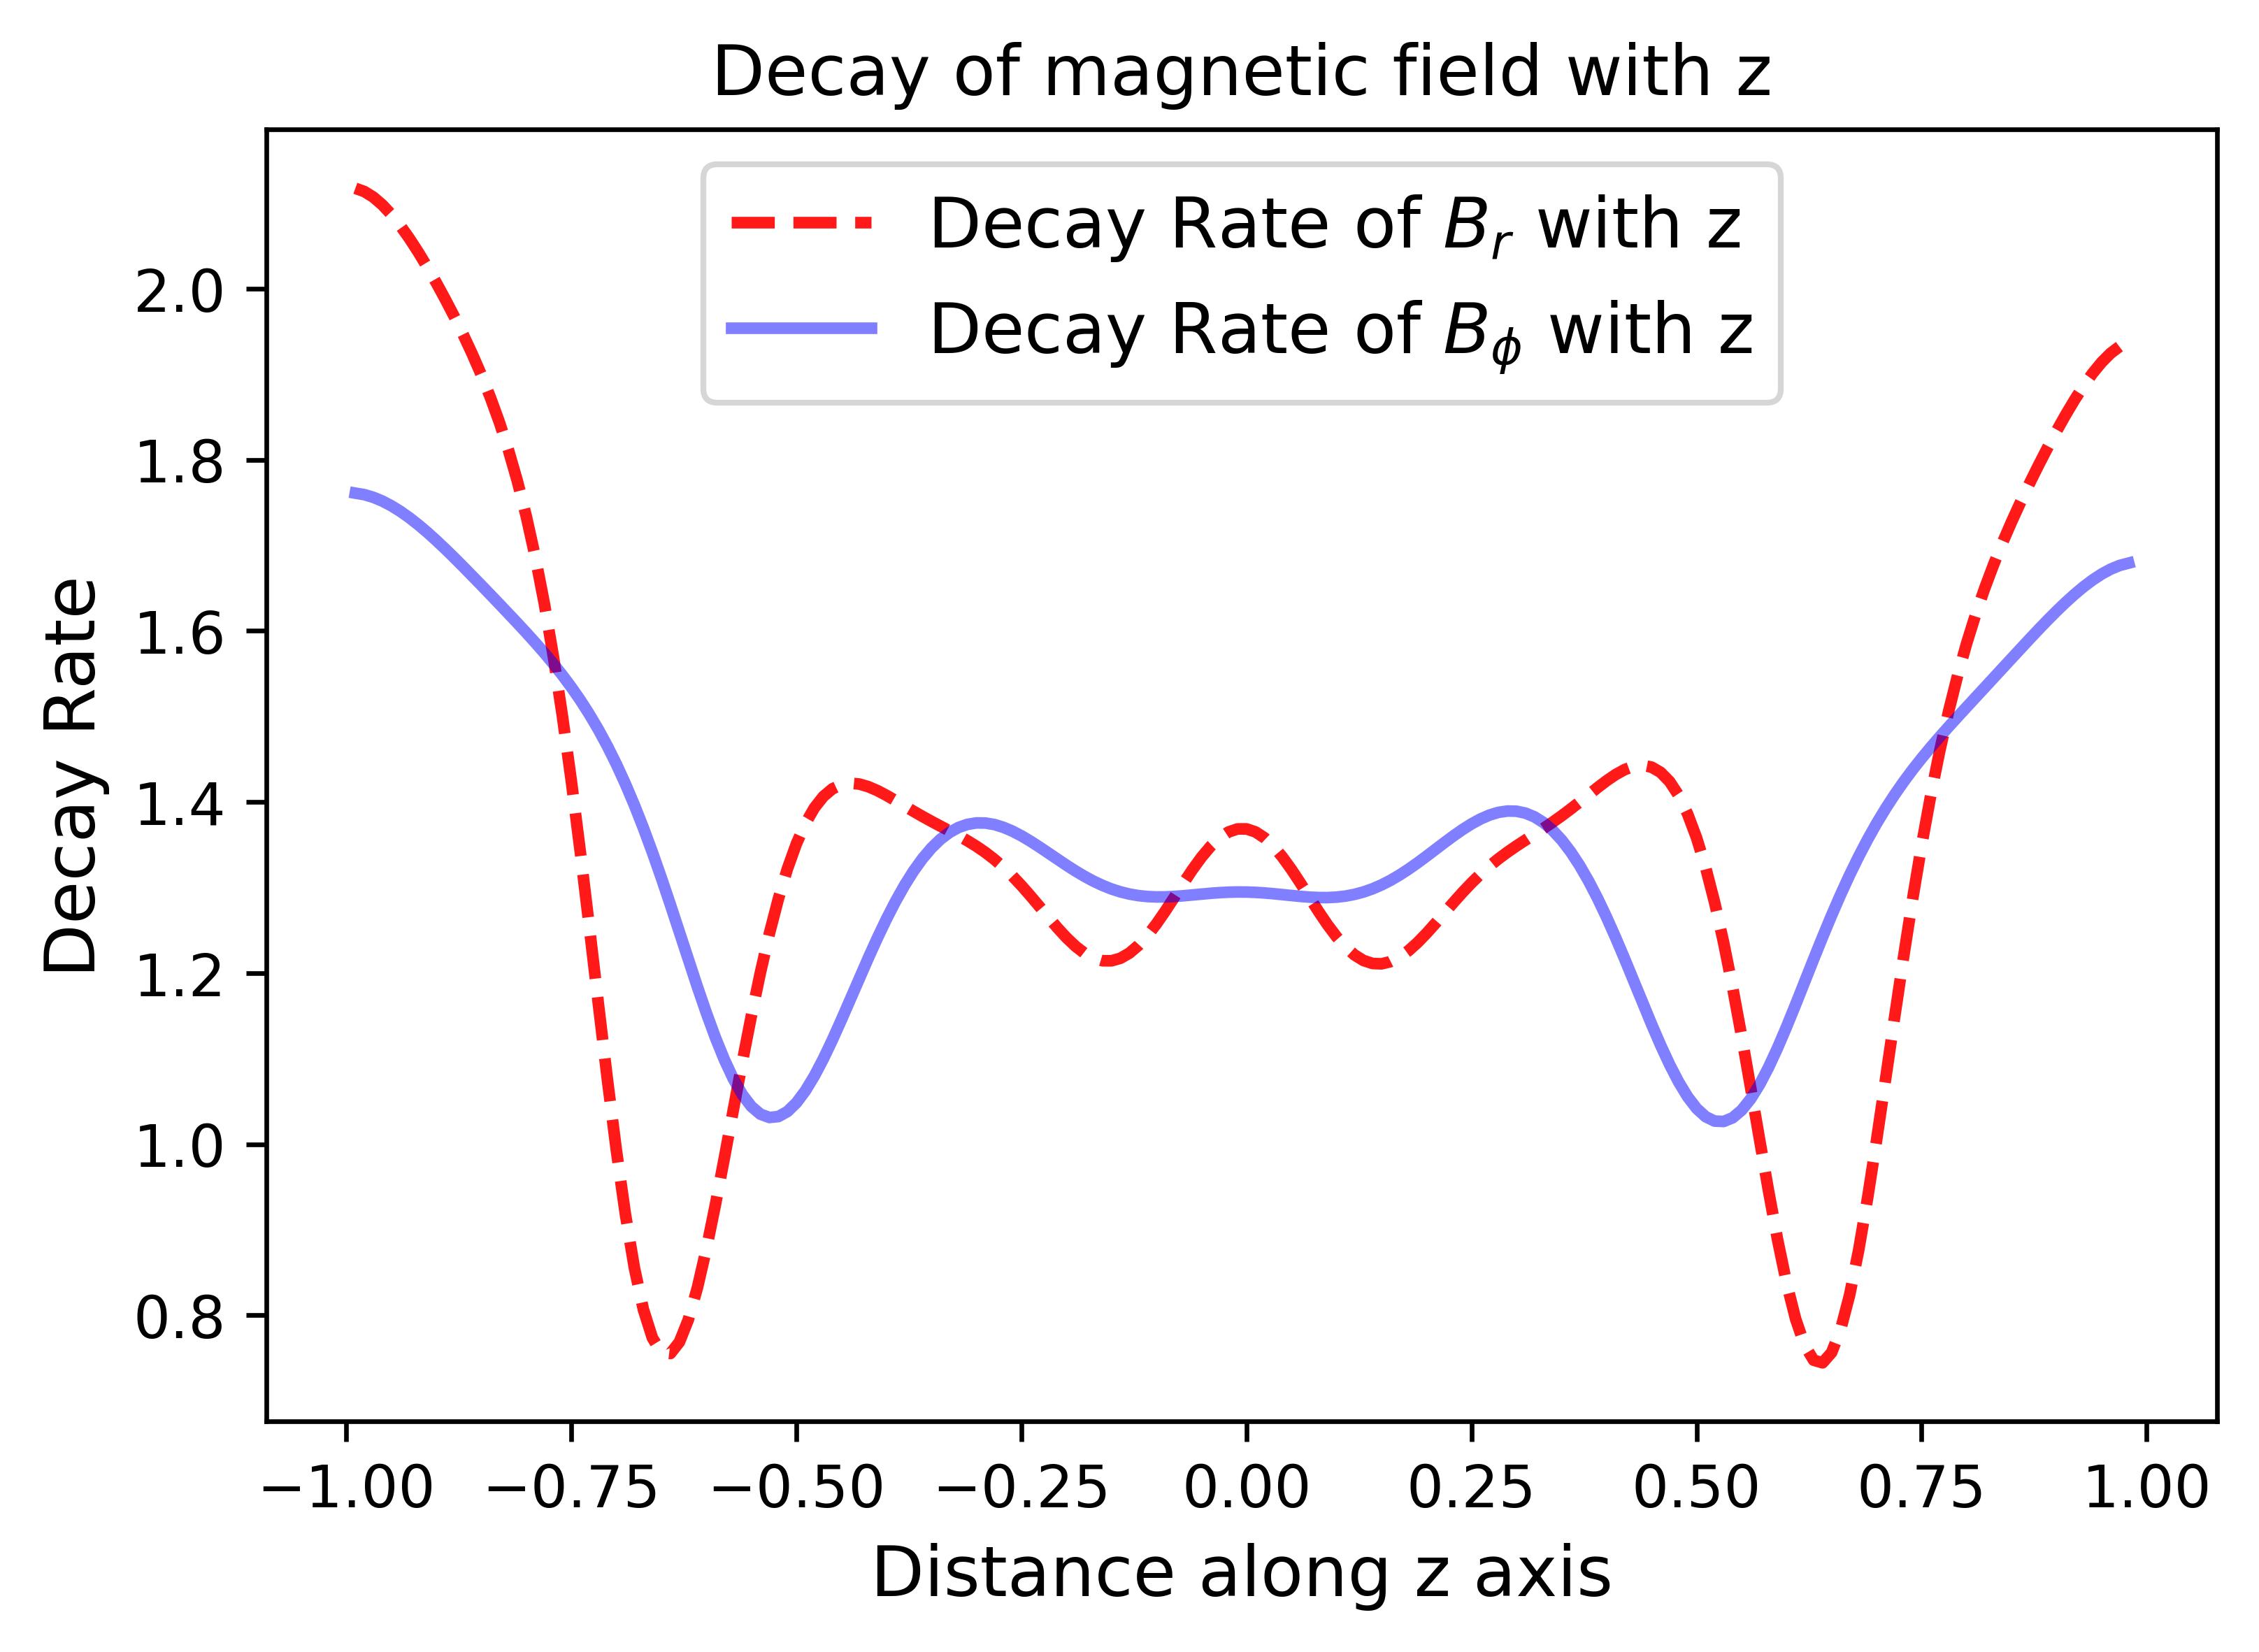 Decay of magnetic field with z
Decay Rate of B_r with z
Decay Rate of B_ϕ with z
Decay Rate
2.0
1.8
1.6
1.4
1.2
1.0
0.8
−1.00 −0.75 −0.50 −0.25 0.00 0.25 0.50 0.75 1.00
Distance along z axis